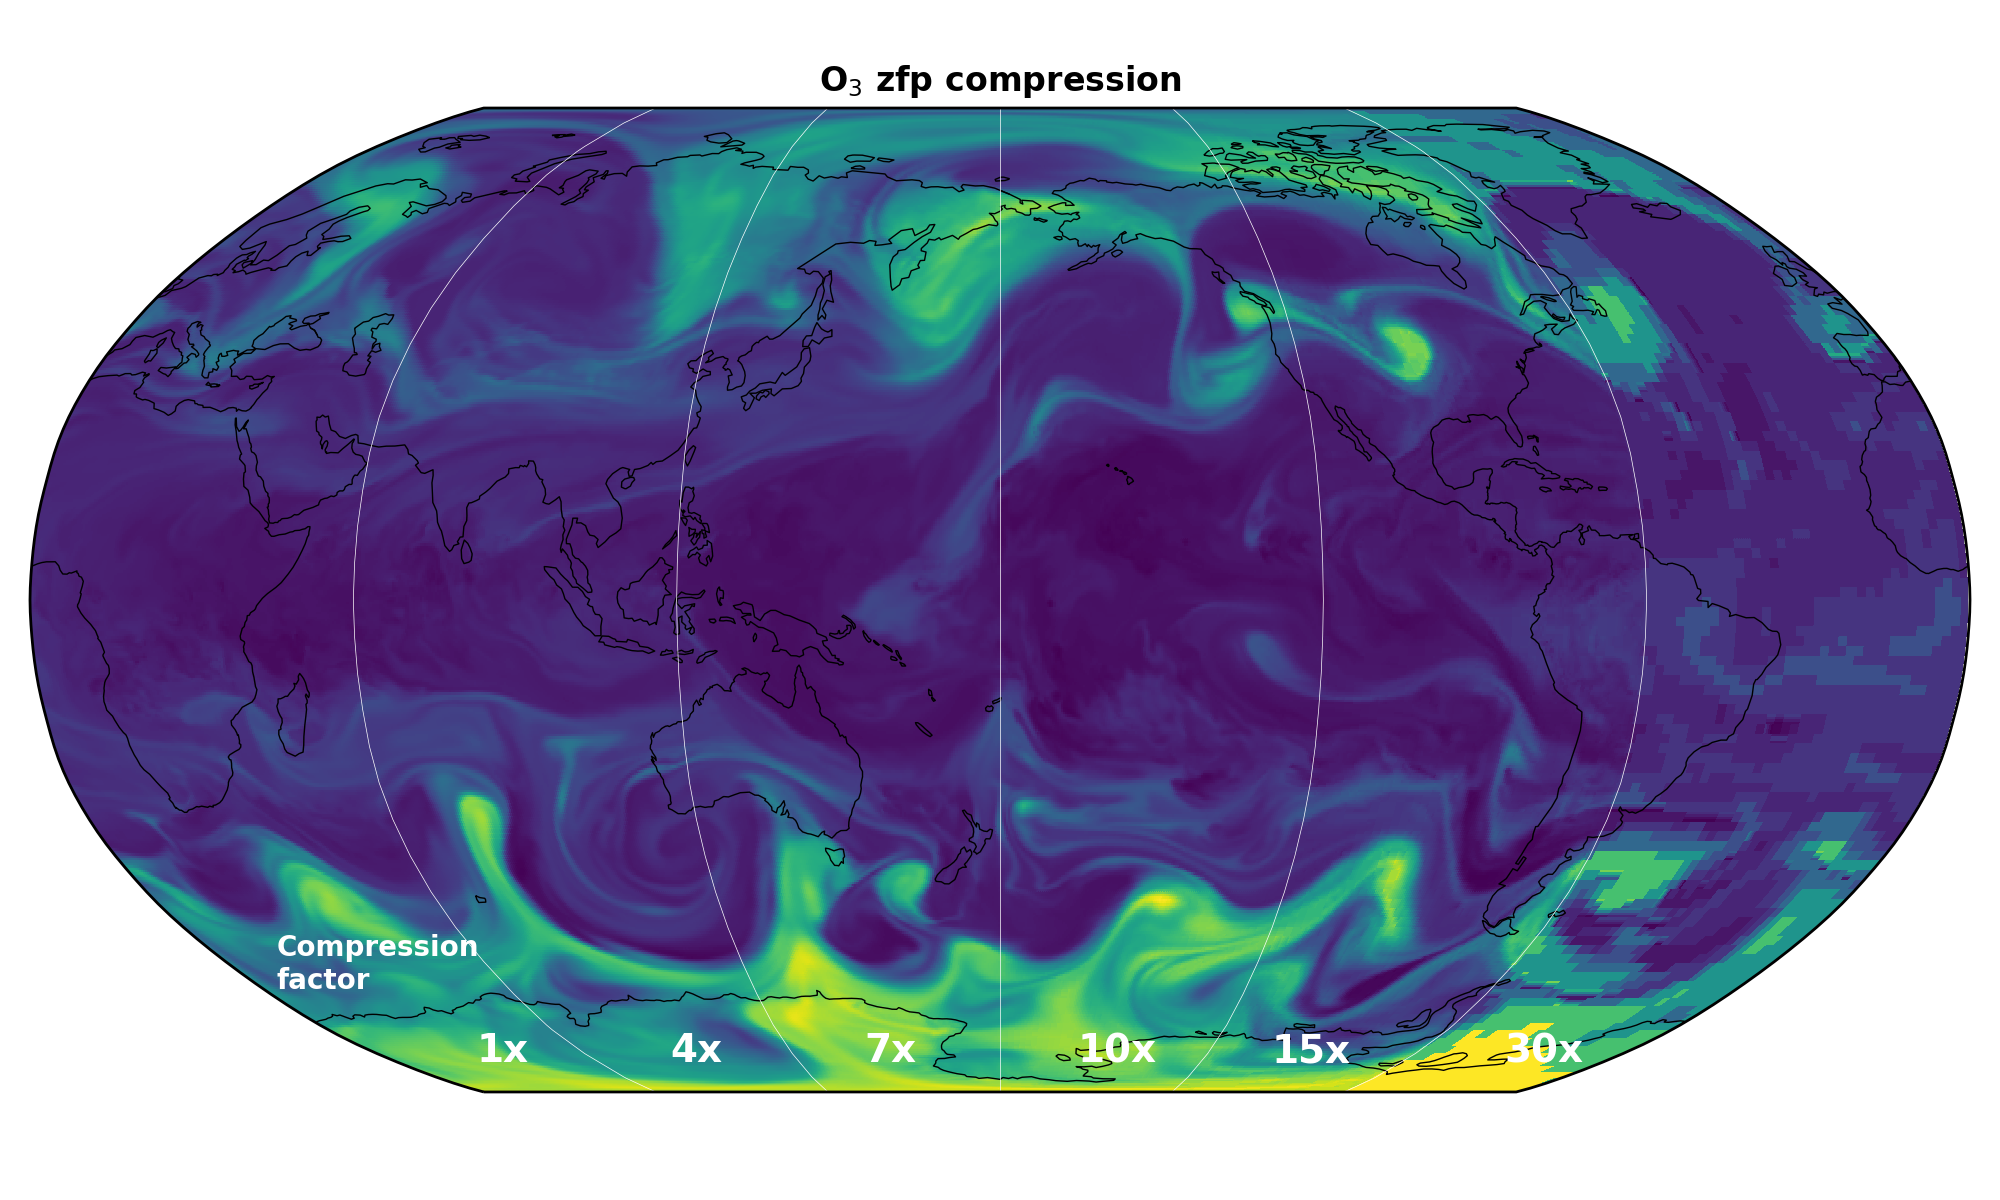 O₃ zfp compression
Compression
factor
1x 4x 7x 10x 15x 30x